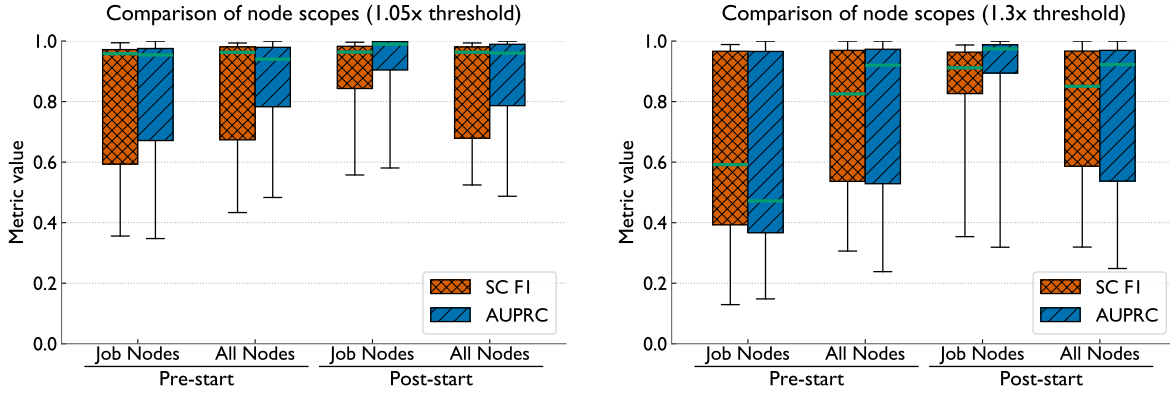 Comparison of node scopes (1.05x threshold)
Metric value
1.0
0.8
0.6
0.4
0.2
0.0
SC F1
AUPRC
Job Nodes All Nodes Job Nodes All Nodes
Pre-start Post-start
Comparison of node scopes (1.3x threshold)
Metric value
1.0
0.8
0.6
0.4
0.2
0.0
SC F1
AUPRC
Job Nodes All Nodes Job Nodes All Nodes
Pre-start Post-start